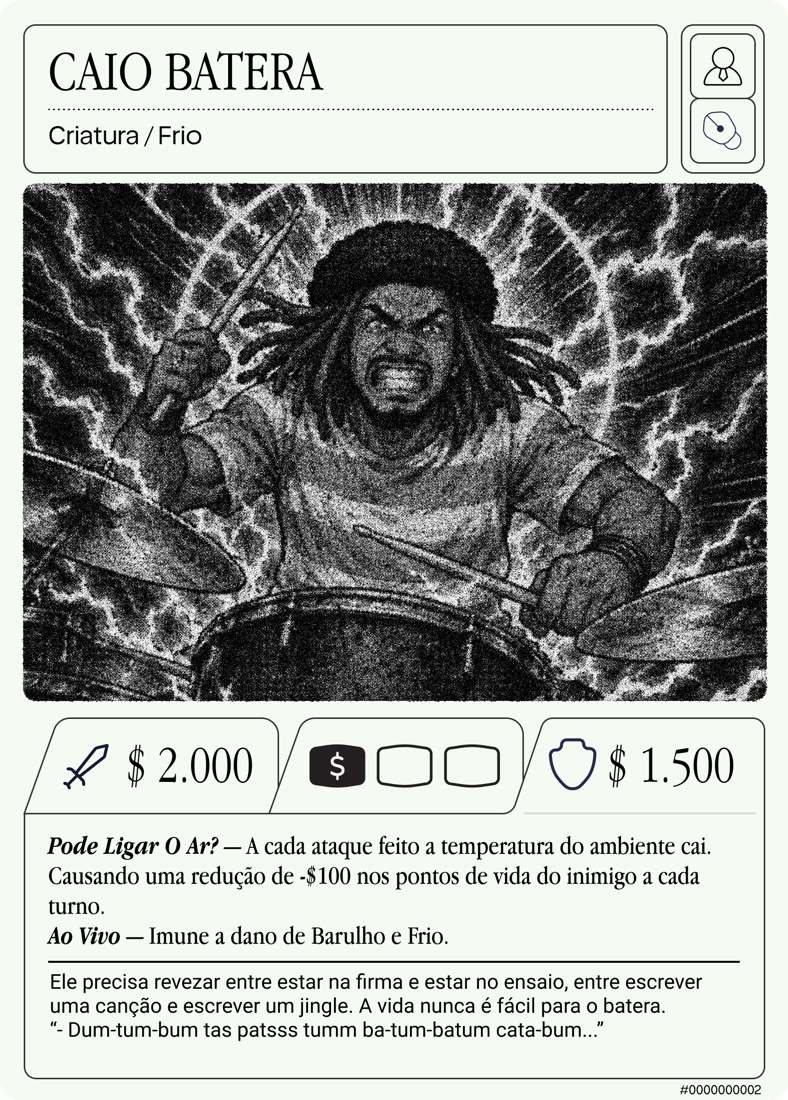 CAIO BATERA
Criatura / Frio
$ 2.000
$
$ 1.500
Pode Ligar O Ar? — A cada ataque feito a temperatura do ambiente cai.
Causando uma redução de -$100 nos pontos de vida do inimigo a cada
turno.
Ao Vivo — Imune a dano de Barulho e Frio.
Ele precisa revezar entre estar na firma e estar no ensaio, entre escrever
uma canção e escrever um jingle. A vida nunca é fácil para o batera.
“- Dum-tum-bum tas patsss tumm ba-tum-batum cata-bum...”
#0000000002